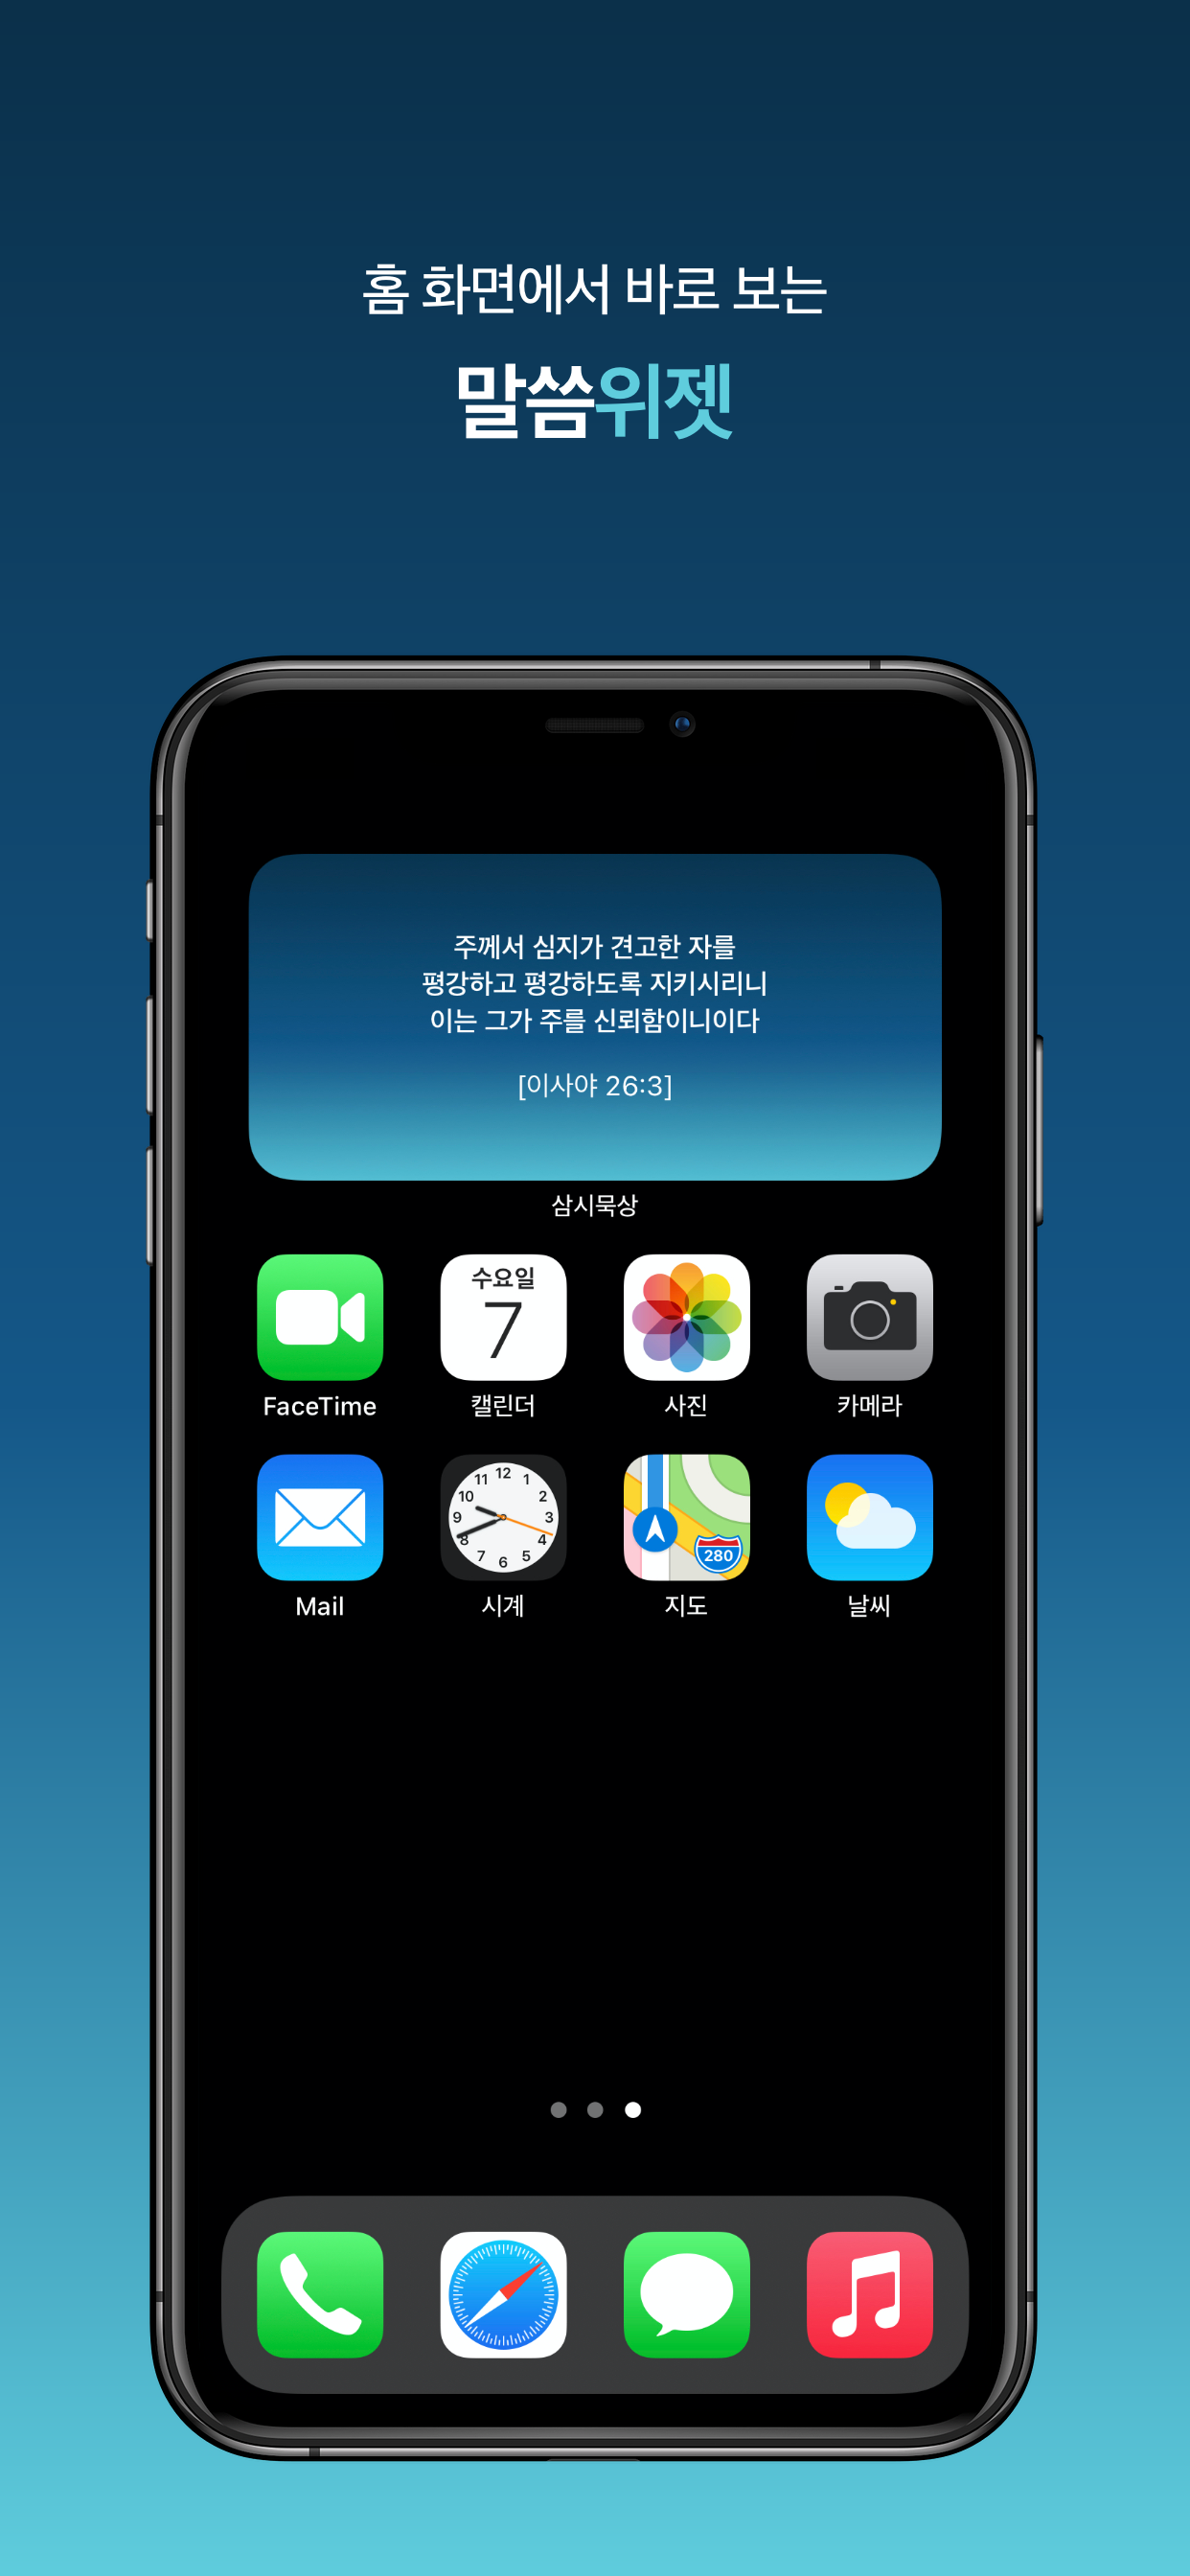 홈 화면에서 바로 보는
말씀위젯
주께서 심지가 견고한 자를
평강하고 평강하도록 지키시리니
이는 그가 주를 신뢰함이니이다
[이사야 26:3]
삼시묵상
수요일
7
FaceTime
캘린더
사진
카메라
12
11 1
10 2
9 3
8 4
7 5
6
280
Mail
시계
지도
날씨